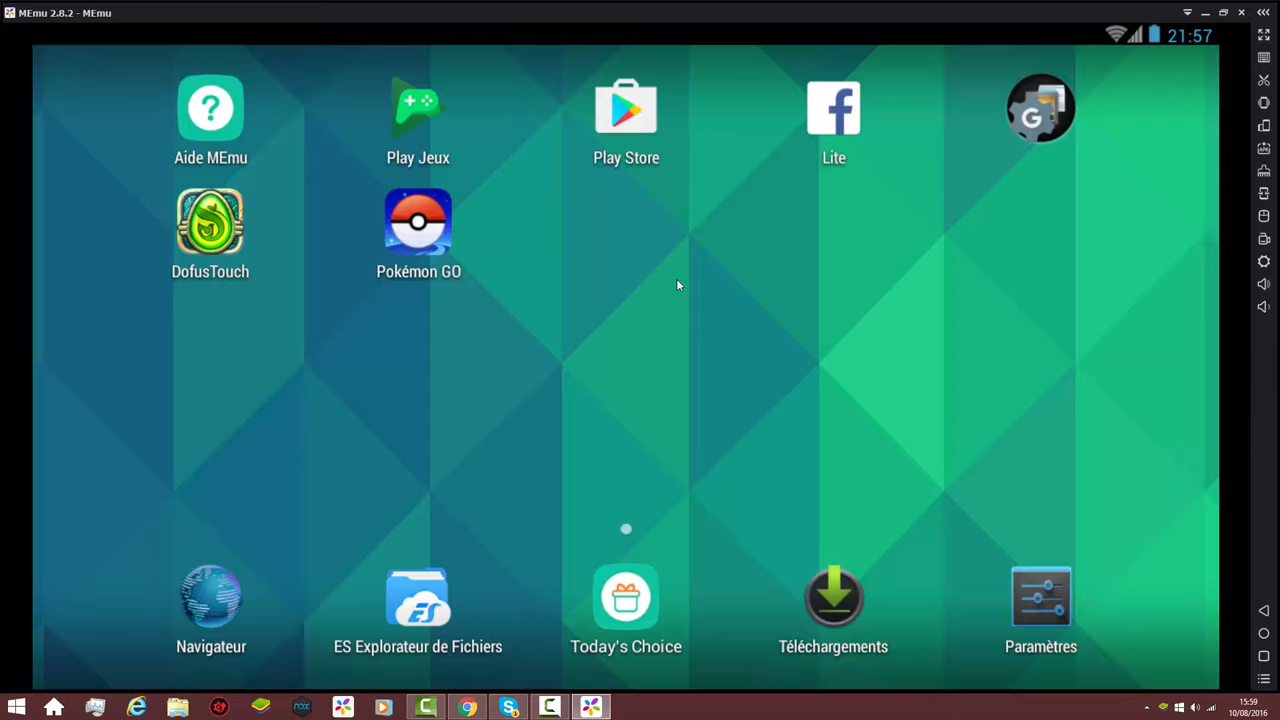 MEmu 2.8.2 - MEmu
21:57
Aide MEmu
Play Jeux
Play Store
Lite
G
DofusTouch
Pokémon GO
Navigateur
ES Explorateur de Fichiers
Today's Choice
Téléchargements
Paramètres
15:59
10/08/2016